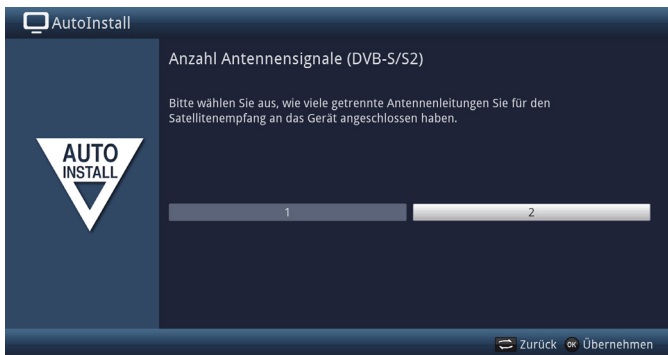 AutoInstall
Anzahl Antennensignale (DVB-S/S2)
Bitte wählen Sie aus, wie viele getrennte Antennenleitungen Sie für den
Satellitenempfang an das Gerät angeschlossen haben.
AUTO
INSTALL
1 2
Zurück OK Übernehmen